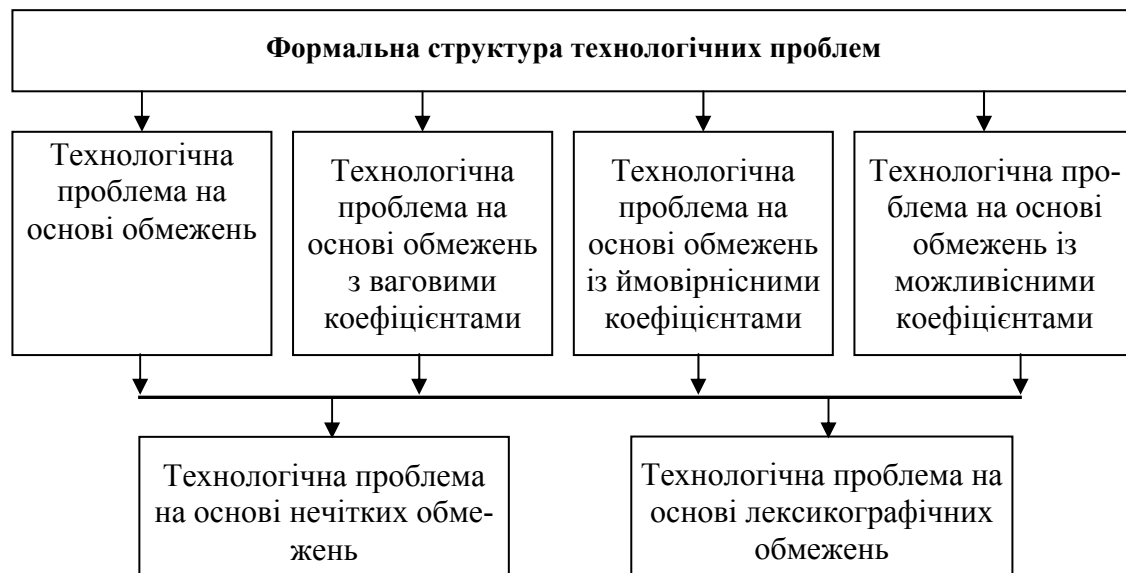 Формальна структура технологічних проблем
Технологічна
проблема на
основі обмежень
Технологічна
проблема на
основі обмежень
з ваговими
коефіцієнтами
Технологічна
проблема на
основі обмежень
із ймовірнісними
коефіцієнтами
Технологічна про-
блема на основі
обмежень із
можливісними
коефіцієнтами
Технологічна проблема
на основі нечітких обме-
жень
Технологічна проблема на
основі лексикографічних
обмежень